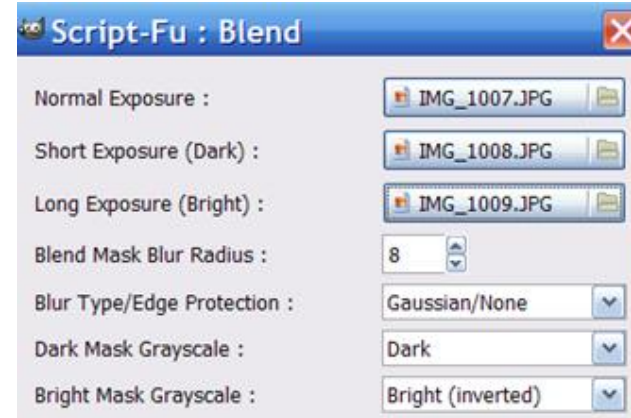 Script-Fu : Blend
Normal Exposure : IMG_1007.JPG
Short Exposure (Dark) : IMG_1008.JPG
Long Exposure (Bright) : IMG_1009.JPG
Blend Mask Blur Radius : 8
Blur Type/Edge Protection : Gaussian/None
Dark Mask Grayscale : Dark
Bright Mask Grayscale : Bright (inverted)